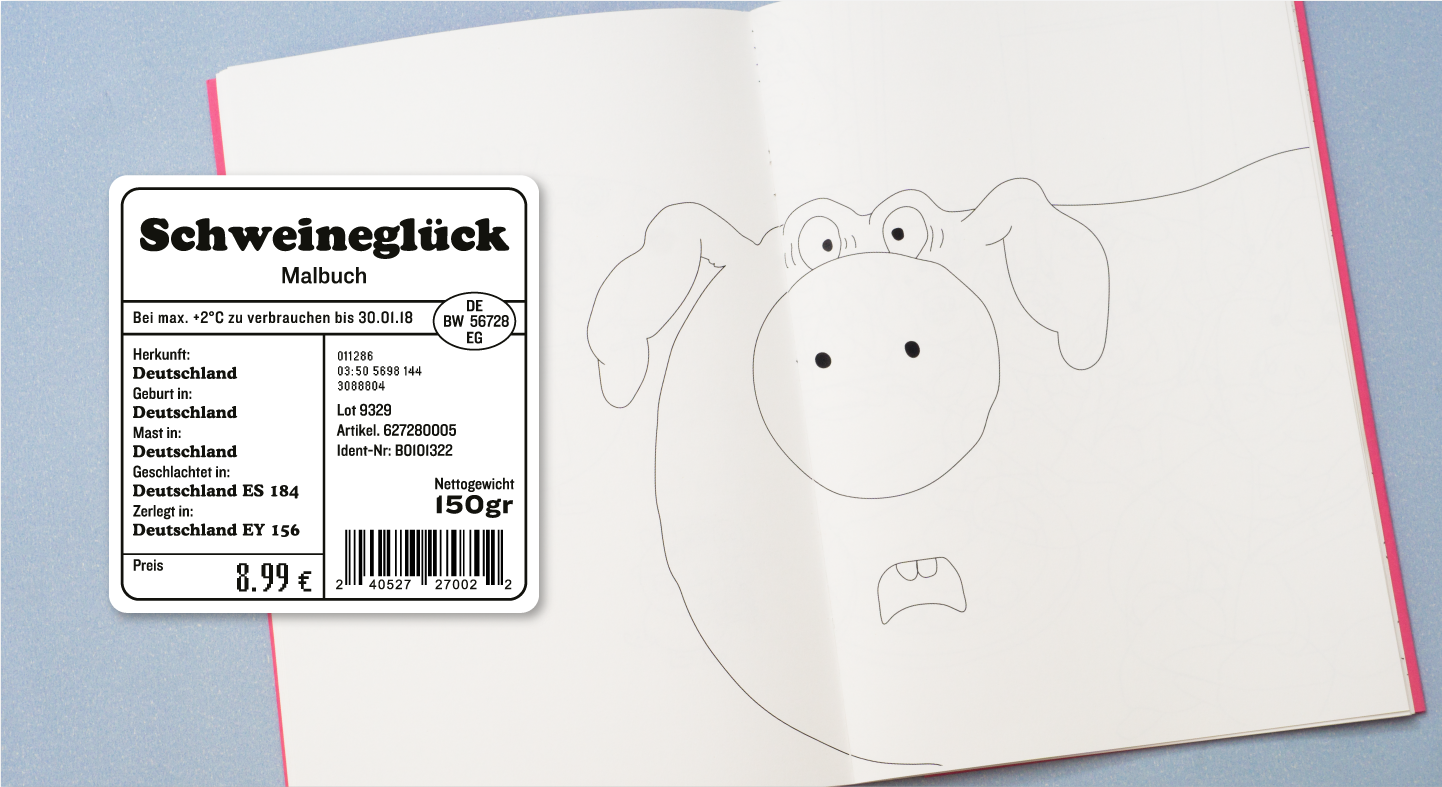 Schweineglück
Malbuch
Bei max. +2°C zu verbrauchen bis 30.01.18
DE
BW 56728
EG
Herkunft:
Deutschland
Geburt in:
Deutschland
Mast in:
Deutschland
Geschlachtet in:
Deutschland ES 184
Zerlegt in:
Deutschland EY 156
Preis
8.99 €
011286
03:50 5698 144
3088804
Lot 9329
Artikel. 627280005
Ident-Nr: B0101322
Nettogewicht
150gr
2 40527 27002 2